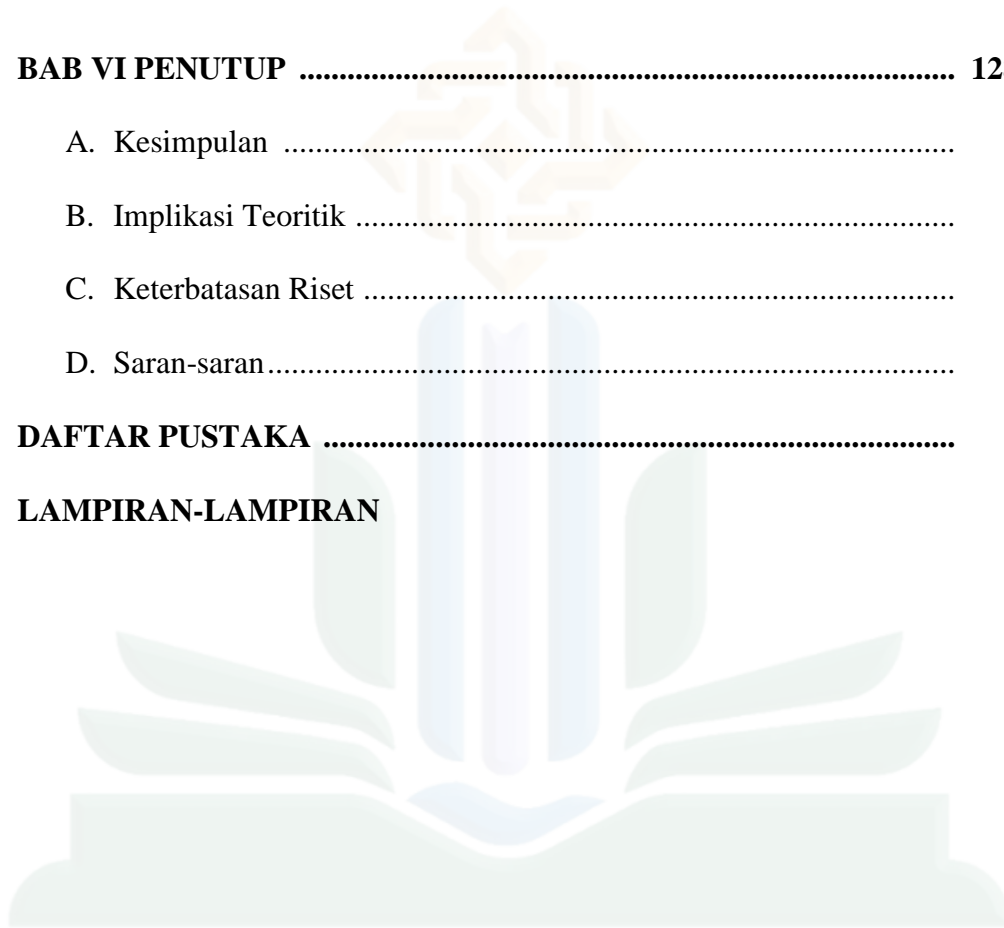 BAB VI PENUTUP .................................................................................. 12
A. Kesimpulan ....................................................................................
B. Implikasi Teoritik ...........................................................................
C. Keterbatasan Riset ..........................................................................
D. Saran-saran......................................................................................
DAFTAR PUSTAKA ...............................................................................
LAMPIRAN-LAMPIRAN